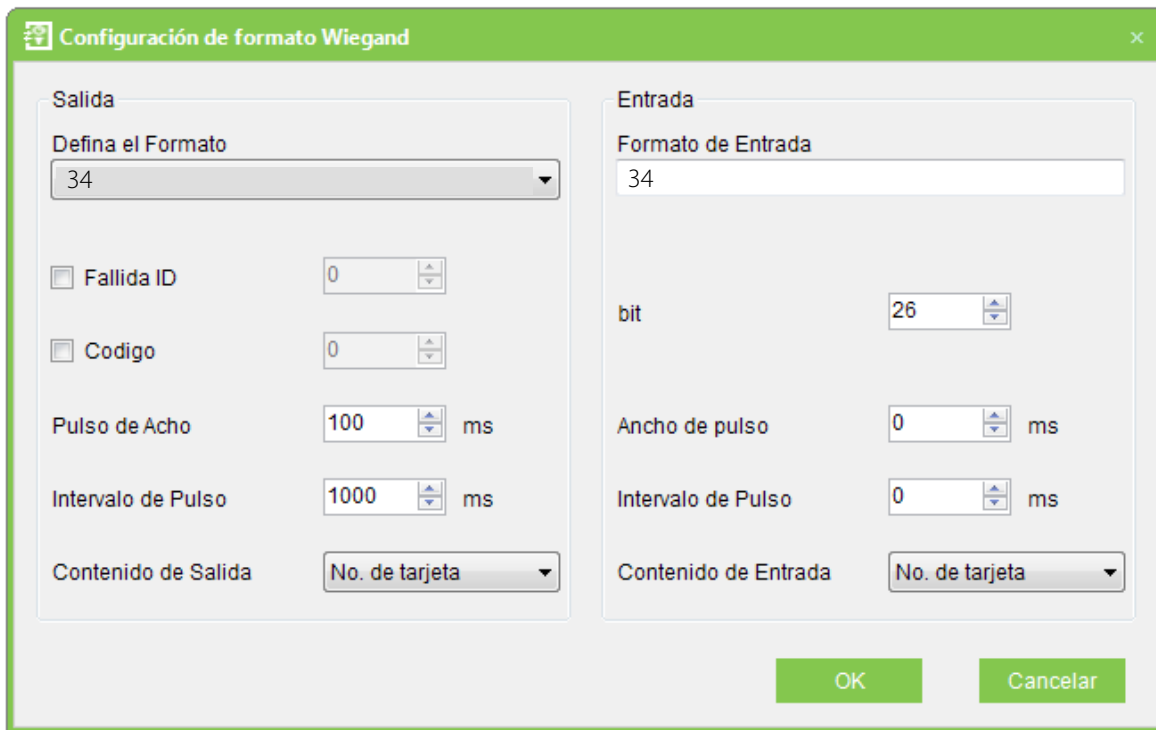 Configuración de formato Wiegand
Salida
Defina el Formato
34
Fallida ID 0
Codigo 0
Pulso de Acho 100 ms
Intervalo de Pulso 1000 ms
Contenido de Salida No. de tarjeta
Entrada
Formato de Entrada
34
bit 26
Ancho de pulso 0 ms
Intervalo de Pulso 0 ms
Contenido de Entrada No. de tarjeta
OK Cancelar